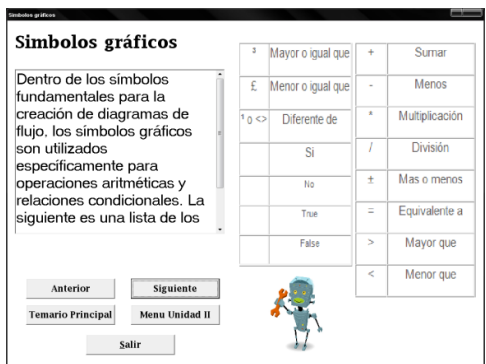 Simbolos gráficos
Simbolos gráficos
Dentro de los símbolos
fundamentales para la
creación de diagramas de
flujo, los símbolos gráficos
son utilizados
específicamente para
operaciones aritméticas y
relaciones condicionales. La
siguiente es una lista de los
³ Mayor o igual que
£ Menor o igual que
¹ o <> Diferente de
Si
No
True
False
+ Sumar
- Menos
* Multiplicación
/ División
± Mas o menos
= Equivalente a
> Mayor que
< Menor que
Anterior
Siguiente
Temario Principal
Menu Unidad II
Salir